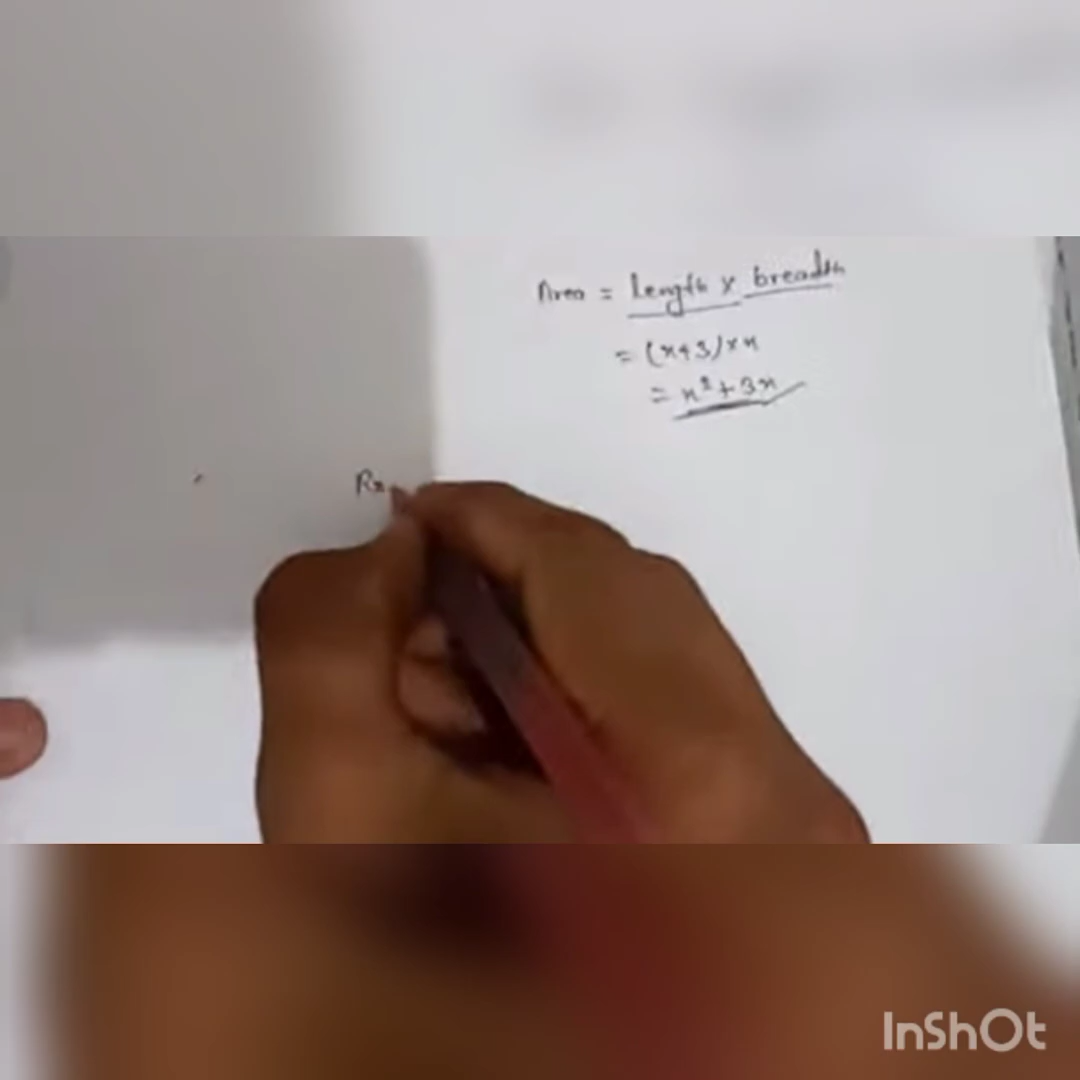 Area = length × breadth
= (x+3) × x
= x² + 3x
InShOt